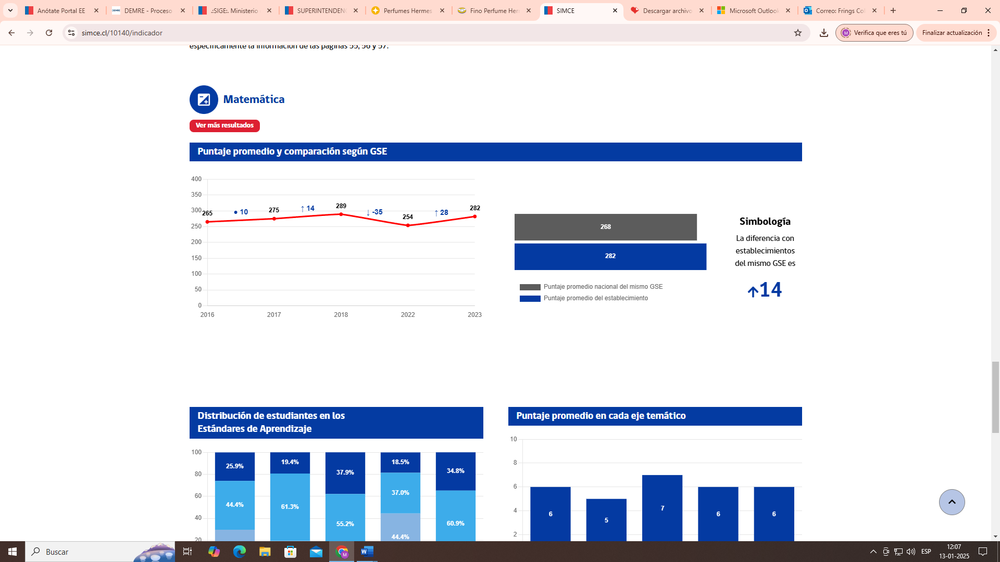 Anótate Portal EE
DEMRE - Proceso
.:SIGE:. Ministerio
SUPERINTENDEN
Perfumes Hermes
Fino Perfume Her
SIMCE
Descargar archivo
Microsoft Outlook
Correo: Frings Co
simce.cl/10140/indicador
M
Verifica que eres tú
Finalizar actualización
específicamente la información de las páginas 55, 56 y 57.
Matemática
Ver más resultados
Puntaje promedio y comparación según GSE
400
350
300
250
200
150
100
50
0
265
● 10
275
↑ 14
289
↓ -35
254
↑ 28
282
2016
2017
2018
2022
2023
268
282
Puntaje promedio nacional del mismo GSE
Puntaje promedio del establecimiento
Simbología
La diferencia con
establecimientos
del mismo GSE es
↑14
Distribución de estudiantes en los
Estándares de Aprendizaje
100
80
60
40
20
25.9%
19.4%
37.9%
18.5%
34.8%
44.4%
61.3%
55.2%
37.0%
60.9%
44.4%
Puntaje promedio en cada eje temático
10
8
6
4
2
6
5
7
6
6
Buscar
ESP
12:07
13-01-2025